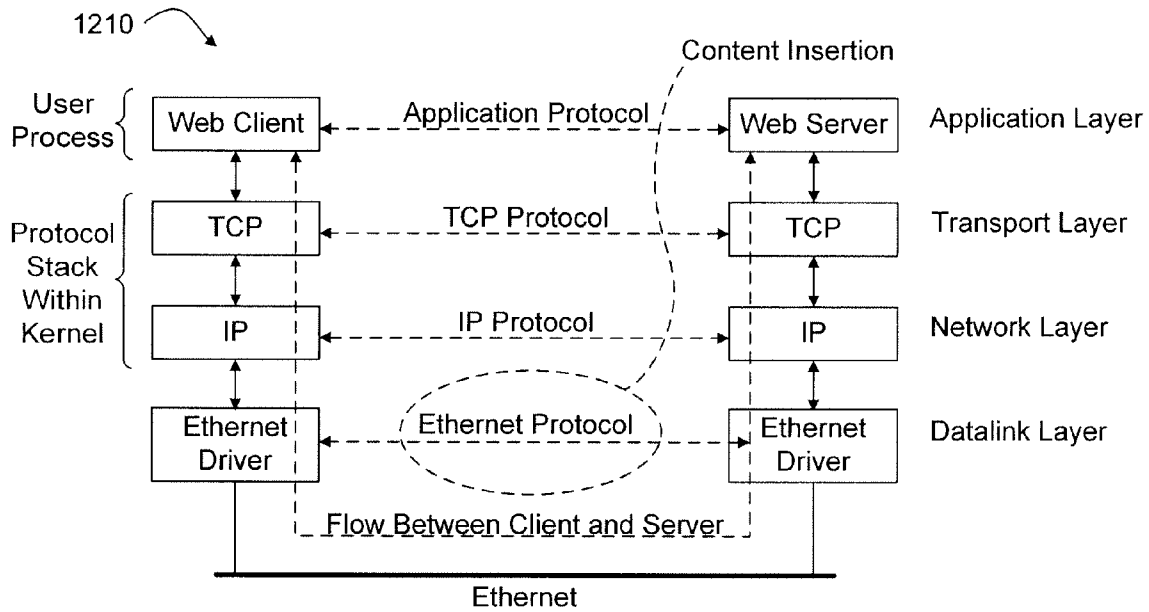 1210
Content Insertion
User
Process
Web Client
Application Protocol
Web Server
Application Layer
Protocol
Stack
Within
Kernel
TCP
TCP Protocol
TCP
Transport Layer
IP
IP Protocol
IP
Network Layer
Ethernet
Driver
Ethernet Protocol
Ethernet
Driver
Datalink Layer
Flow Between Client and Server
Ethernet